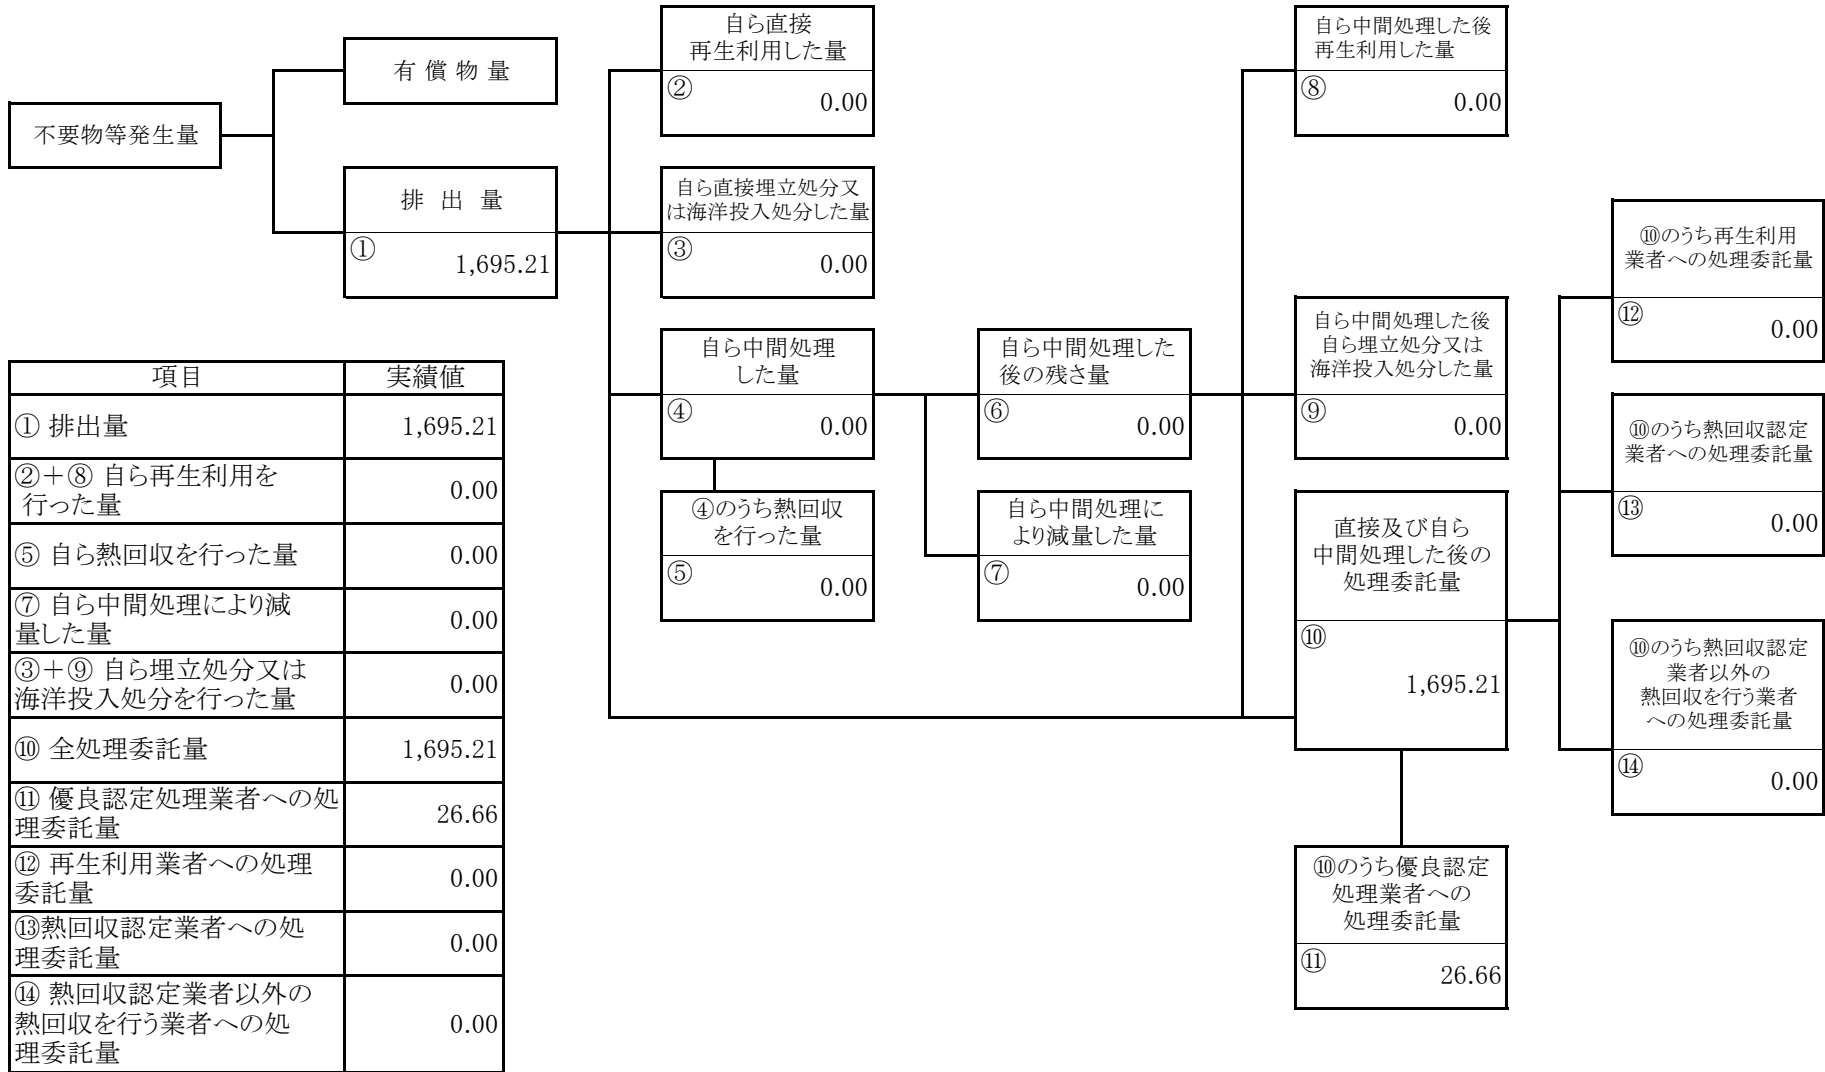 不要物等発生量
有 償 物 量
排 出 量
①
1,695.21
自ら直接
再生利用した量
②
0.00
自ら直接埋立処分又
は海洋投入処分した量
③
0.00
自ら中間処理
した量
④
0.00
④のうち熱回収
を行った量
⑤
0.00
自ら中間処理した
後の残さ量
⑥
0.00
自ら中間処理に
より減量した量
⑦
0.00
自ら中間処理した後
再生利用した量
⑧
0.00
自ら中間処理した後
自ら埋立処分又は
海洋投入処分した量
⑨
0.00
直接及び自ら
中間処理した後の
処理委託量
⑩
1,695.21
⑩のうち優良認定
処理業者への
処理委託量
⑪
26.66
⑩のうち再生利用
業者への処理委託量
⑫
0.00
⑩のうち熱回収認定
業者への処理委託量
⑬
0.00
⑩のうち熱回収認定
業者以外の
熱回収を行う業者
への処理委託量
⑭
0.00
項目 実績値
① 排出量 1,695.21
②＋⑧ 自ら再生利用を
行った量 0.00
⑤ 自ら熱回収を行った量 0.00
⑦ 自ら中間処理により減
量した量 0.00
③＋⑨ 自ら埋立処分又は
海洋投入処分を行った量 0.00
⑩ 全処理委託量 1,695.21
⑪ 優良認定処理業者への処
理委託量 26.66
⑫ 再生利用業者への処理
委託量 0.00
⑬熱回収認定業者への処
理委託量 0.00
⑭ 熱回収認定業者以外の
熱回収を行う業者への処
理委託量 0.00